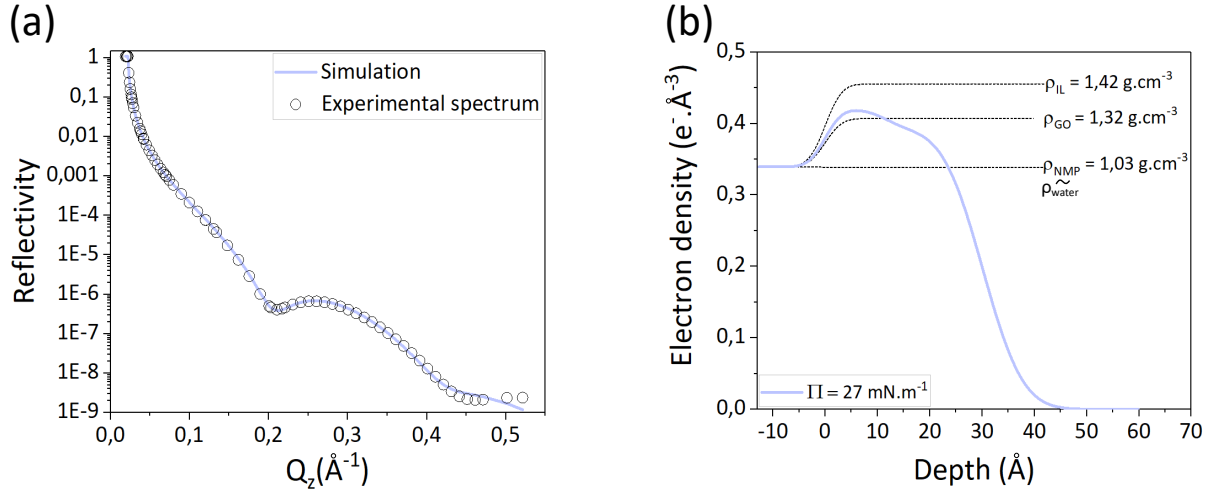 (a)
Reflectivity
1
0,1
0,01
0,001
1E-4
1E-5
1E-6
1E-7
1E-8
1E-9
Simulation
Experimental spectrum
0,0 0,1 0,2 0,3 0,4 0,5
Qz(Å-1)
(b)
Electron density (e-.Å-3)
0,5
0,4
0,3
0,2
0,1
0,0
ρIL = 1,42 g.cm-3
ρGO = 1,32 g.cm-3
ρNMP = 1,03 g.cm-3
~
ρwater
Π = 27 mN.m-1
-10 0 10 20 30 40 50 60 70
Depth (Å)